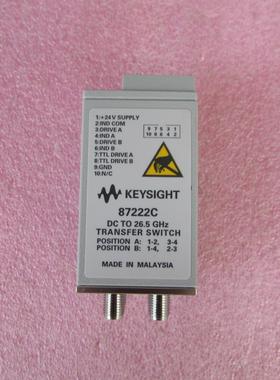 1:+24V SUPPLY
2:IND COM
3:DRIVE A
4:IND A
5:DRIVE B
6:IND B
7:TTL DRIVE A
8:TTL DRIVE B
9:GND
10:N/C
9 7 5 3 1
10 8 6 4 2
KEYSIGHT
87222C
DC TO 26.5 GHz
TRANSFER SWITCH
POSITION A: 1-2, 3-4
POSITION B: 1-4, 2-3
MADE IN MALAYSIA